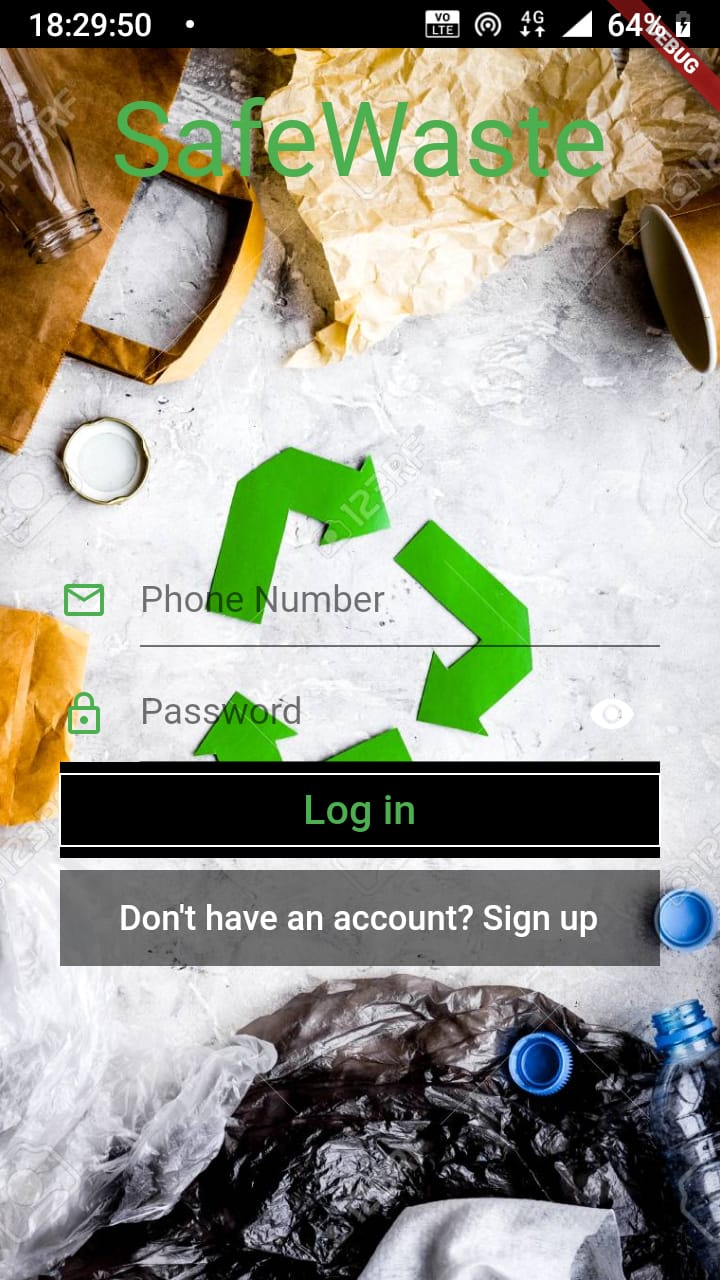 18:29:50
VO LTE
4G
64%
DEBUG
SafeWaste
123RF
Phone Number
Password
Log in
Don't have an account? Sign up